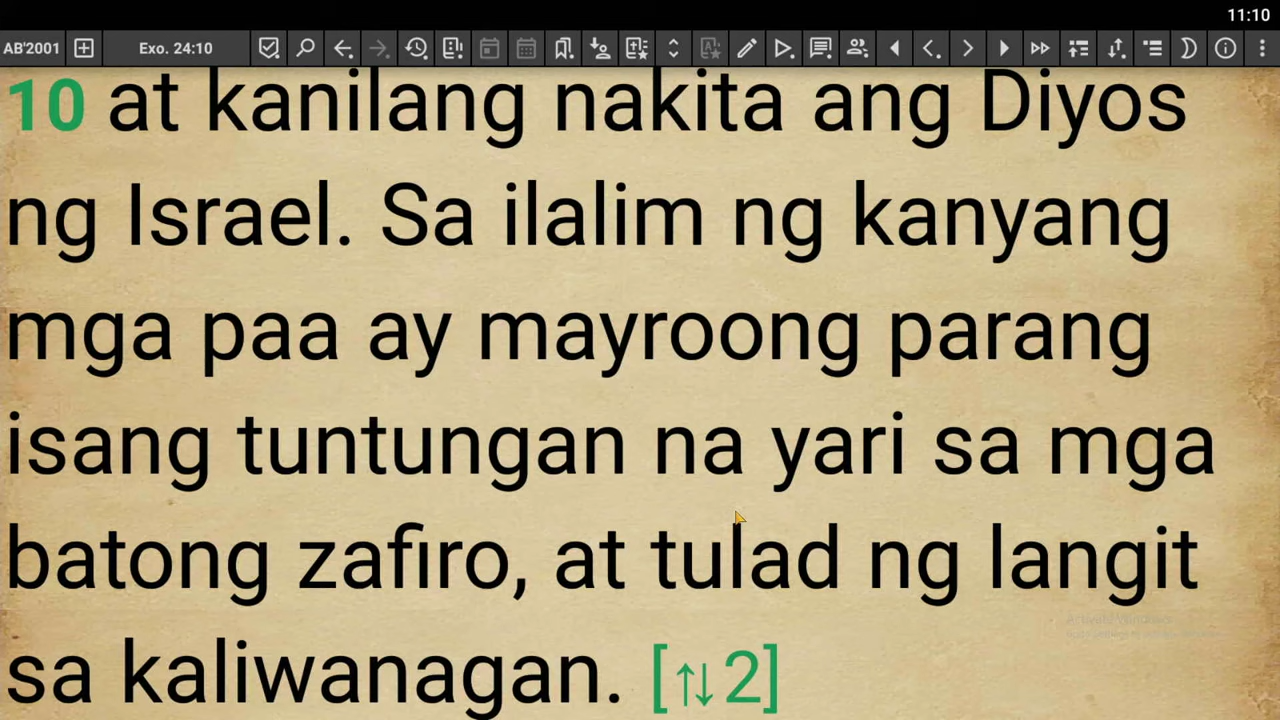 11:10
AB'2001 Exo. 24:10
10 at kanilang nakita ang Diyos
ng Israel. Sa ilalim ng kanyang
mga paa ay mayroong parang
isang tuntungan na yari sa mga
batong zafiro, at tulad ng langit
sa kaliwanagan. [↑↓2]
Activate Windows